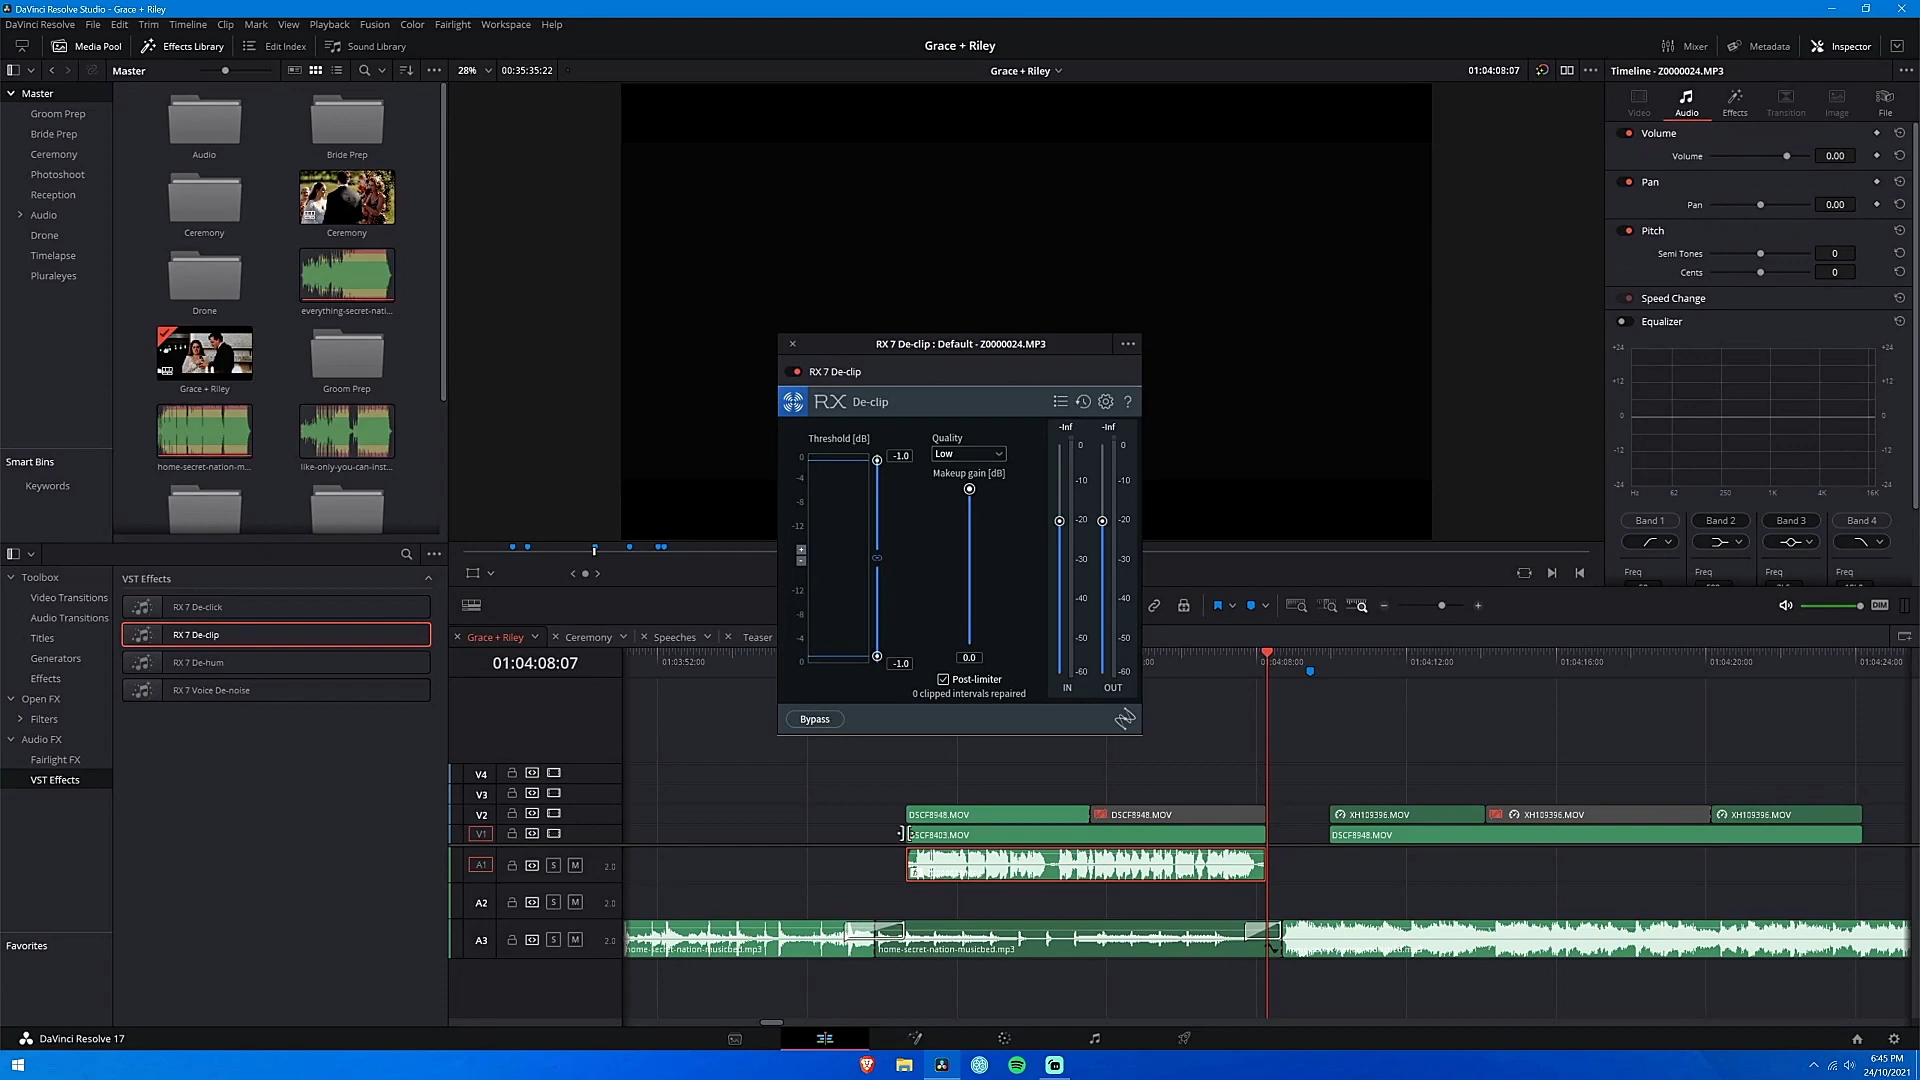 DaVinci Resolve Studio - Grace + Riley
DaVinci Resolve File Edit Trim Timeline Clip Mark View Playback Fusion Color Fairlight Workspace Help
Media Pool Effects Library Edit Index Sound Library Grace + Riley Mixer Metadata Inspector
Master 28% 00:35:35:22 Grace + Riley 01:04:08:07 Timeline - Z0000024.MP3
Master
Groom Prep
Bride Prep
Ceremony
Photoshoot
Reception
Audio
Drone
Timelapse
Pluraleyes
Smart Bins
Keywords
Audio Bride Prep
Ceremony Ceremony
Drone everything-secret-nati...
Grace + Riley Groom Prep
home-secret-nation-m... like-only-you-can-inst...
Video Audio Effects Transition Image File
Volume
Volume 0.00
Pan
Pan 0.00
Pitch
Semi Tones 0
Cents 0
Speed Change
Equalizer
+24 +24
+12 +12
0 0
-12 -12
-24 -24
Hz 62 250 1K 4K 16K
Band 1 Band 2 Band 3 Band 4
Freq Freq Freq Freq
RX 7 De-clip : Default - Z0000024.MP3
RX 7 De-clip
RX De-clip ?
Threshold [dB] Quality -Inf -Inf
Low
-1.0
Makeup gain [dB]
0 -4 -8 -12 -12 -8 -4 0
+
-
0 -10 -20 -30 -40 -50 -60
0 -10 -20 -30 -40 -50 -60
-1.0 0.0
Post-limiter
0 clipped intervals repaired
IN OUT
Bypass
Toolbox
Video Transitions
Audio Transitions
Titles
Generators
Effects
Open FX
Filters
Audio FX
Fairlight FX
VST Effects
Favorites
VST Effects
RX 7 De-click
RX 7 De-clip
RX 7 De-hum
RX 7 Voice De-noise
DIM
Grace + Riley Ceremony Speeches Teaser
01:04:08:07 01:03:52:00 01:04:08:00 01:04:12:00 01:04:16:00 01:04:20:00 01:04:24:00
V4
V3
V2 DSCF8948.MOV DSCF8948.MOV XH109396.MOV XH109396.MOV XH109396.MOV
V1 DSCF8403.MOV DSCF8948.MOV
A1 S M 2.0
A2 S M 2.0
A3 S M 2.0
home-secret-nation-musicbed.mp3 home-secret-nation-musicbed.mp3
DaVinci Resolve 17
6:45 PM
24/10/2021